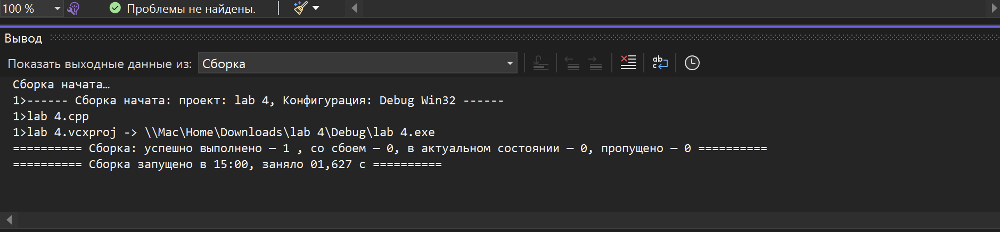 100 %
Проблемы не найдены.
Вывод
Показать выходные данные из: Сборка
Сборка начата…
1>------ Сборка начата: проект: lab 4, Конфигурация: Debug Win32 ------
1>lab 4.cpp
1>lab 4.vcxproj -> \\Mac\Home\Downloads\lab 4\Debug\lab 4.exe
========== Сборка: успешно выполнено — 1 , со сбоем — 0, в актуальном состоянии — 0, пропущено — 0 ==========
========== Сборка запущено в 15:00, заняло 01,627 с ==========